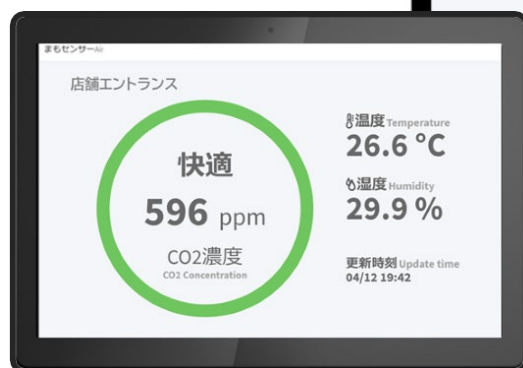 まもセンサーAir
店舗エントランス
快適
596 ppm
CO2濃度
CO2 Concentration
温度 Temperature
26.6 °C
湿度 Humidity
29.9 %
更新時刻 Update time
04/12 19:42